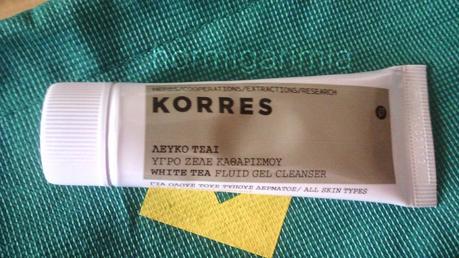 hormigarimia
HERBS/COOPERATIONS/EXTRACTIONS/RESEARCH
KORRES
ΛΕΥΚΟ ΤΣΑΙ
ΥΓΡΟ ΖΕΛΕ ΚΑΘΑΡΙΣΜΟΥ
WHITE TEA FLUID GEL CLEANSER
ΓΙΑ ΟΛΟΥΣ ΤΟΥΣ ΤΥΠΟΥΣ ΔΕΡΜΑΤΟΣ/ ALL SKIN TYPES